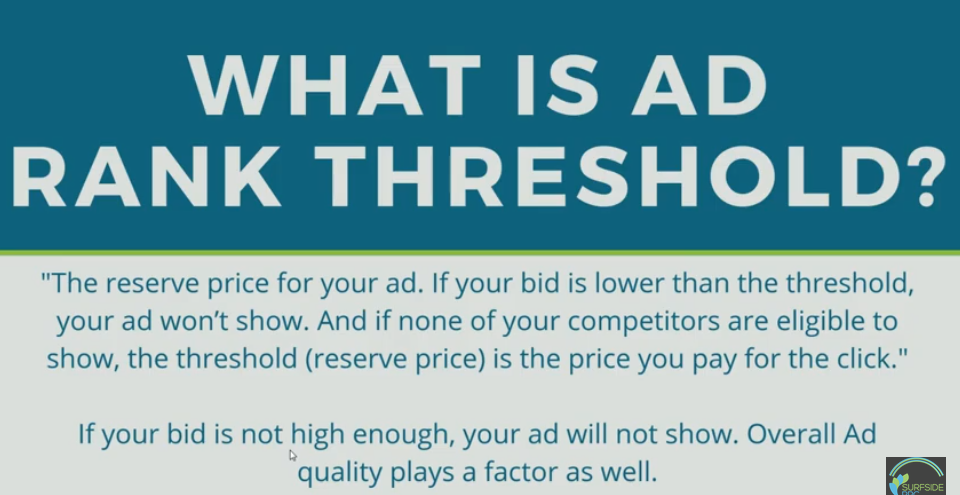 WHAT IS AD
RANK THRESHOLD?
"The reserve price for your ad. If your bid is lower than the threshold,
your ad won’t show. And if none of your competitors are eligible to
show, the threshold (reserve price) is the price you pay for the click."
If your bid is not high enough, your ad will not show. Overall Ad
quality plays a factor as well.
SURFSIDE